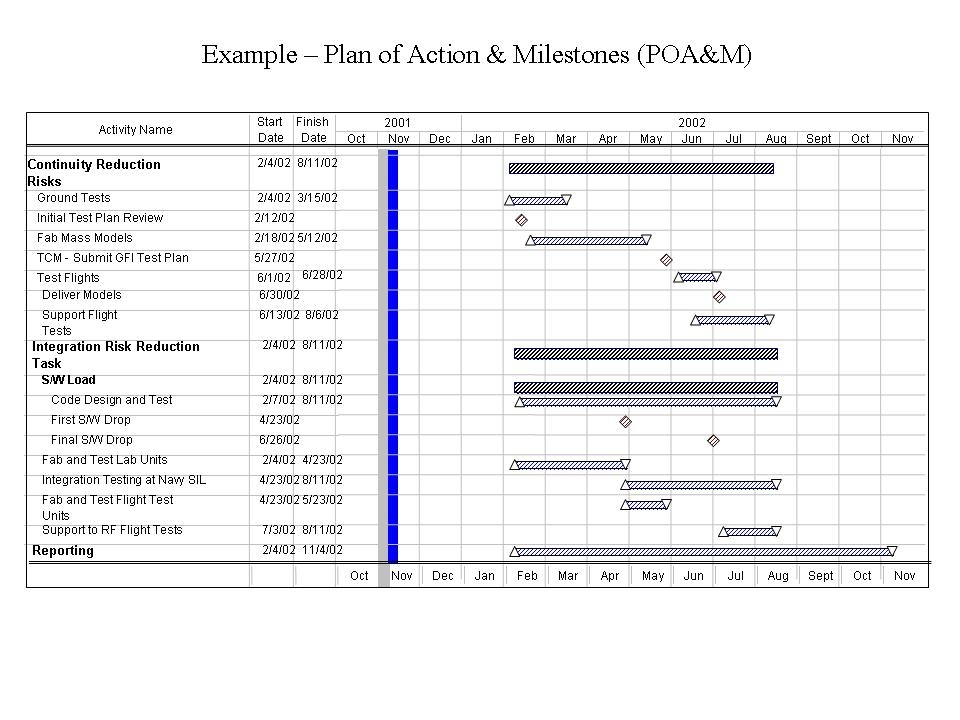 Example – Plan of Action & Milestones (POA&M)
Activity Name Start Date Finish Date 2001 2002
Oct Nov Dec Jan Feb Mar Apr May Jun Jul Aug Sept Oct Nov
Continuity Reduction Risks 2/4/02 8/11/02
Ground Tests 2/4/02 3/15/02
Initial Test Plan Review 2/12/02
Fab Mass Models 2/18/02 5/12/02
TCM - Submit GFI Test Plan 5/27/02
Test Flights 6/1/02 6/28/02
Deliver Models 6/30/02
Support Flight Tests 6/13/02 8/6/02
Integration Risk Reduction Task 2/4/02 8/11/02
S/W Load 2/4/02 8/11/02
Code Design and Test 2/7/02 8/11/02
First S/W Drop 4/23/02
Final S/W Drop 6/26/02
Fab and Test Lab Units 2/4/02 4/23/02
Integration Testing at Navy SIL 4/23/02 8/11/02
Fab and Test Flight Test Units 4/23/02 5/23/02
Support to RF Flight Tests 7/3/02 8/11/02
Reporting 2/4/02 11/4/02
Oct Nov Dec Jan Feb Mar Apr May Jun Jul Aug Sept Oct Nov